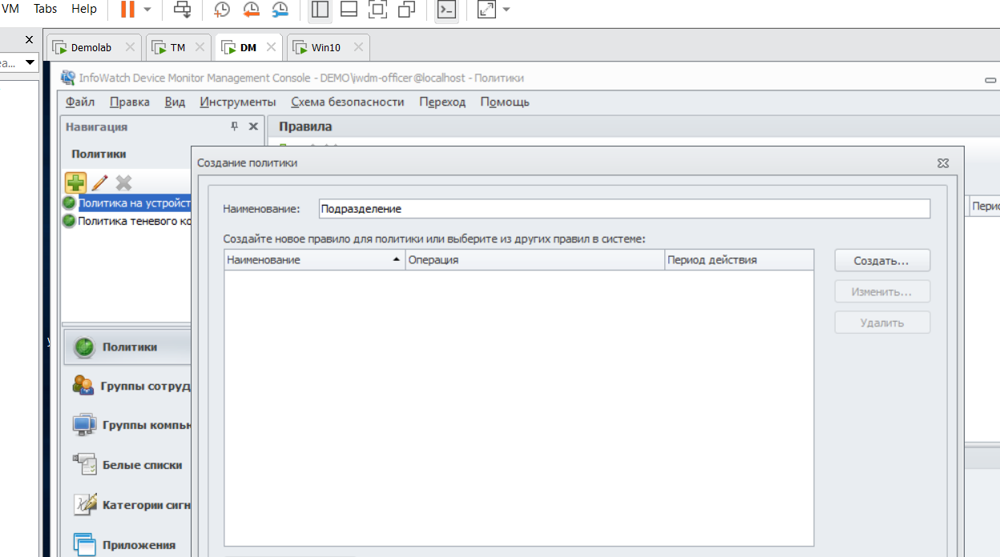 VM Tabs Help
ea...
Demolab TM DM Win10
InfoWatch Device Monitor Management Console - DEMO\iwdm-officer@localhost - Политики
Файл Правка Вид Инструменты Схема безопасности Переход Помощь
Навигация
Правила
Политики
Создание политики
Политика на устройст
Политика теневого ко
Наименование: Подразделение
Перио
Создайте новое правило для политики или выберите из других правил в системе:
Наименование Операция Период действия
Создать...
Изменить...
Удалить
Политики
Группы сотруд
Группы компьн
Белые списки
Категории сигн
Приложения